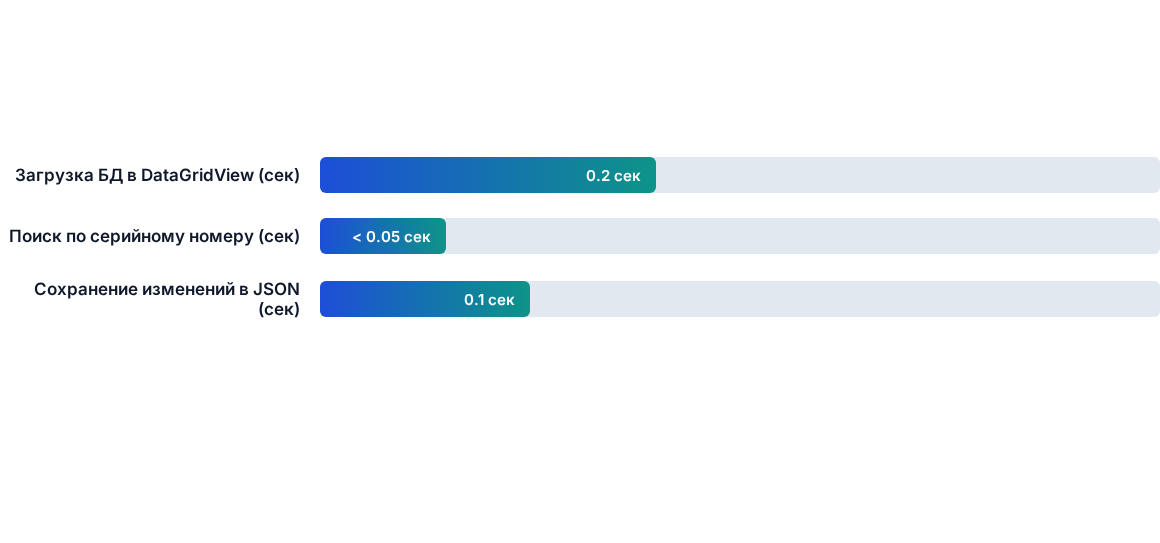 Загрузка БД в DataGridView (сек)
0.2 сек
Поиск по серийному номеру (сек)
< 0.05 сек
Сохранение изменений в JSON
(сек)
0.1 сек